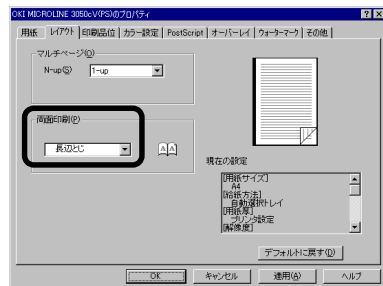 OKI MICROLINE 3050cV(PS)のプロパティ
用紙 レイアウト 印刷品位 カラー設定 PostScript オーバーレイ ウォーターマーク その他
マルチページ(O)
N-up(S) 1-up
両面印刷(P)
長辺とじ
A A
現在の設定
[用紙サイズ]
A4
[給紙方法]
自動選択トレイ
[用紙厚]
プリンタ設定
[解像度]
デフォルトに戻す(D)
OK キャンセル 適用(A) ヘルプ